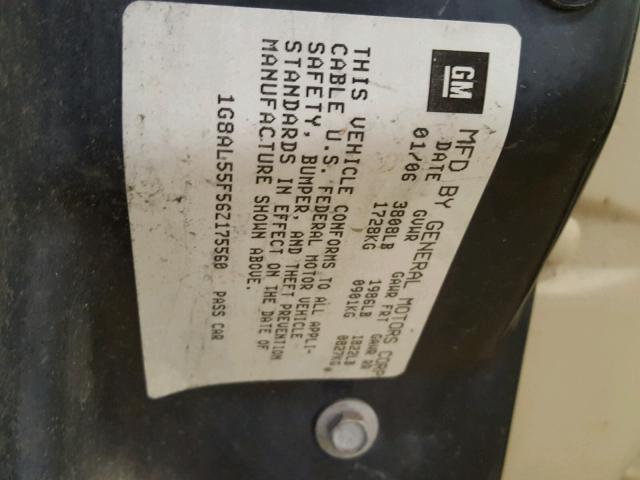 GM
MFD BY GENERAL MOTORS CORP
DATE GVWR GAWR FRT GAWR RR
01/06 3808LB 1986LB 1822LB
1728KG 0901KG 0827KG
THIS VEHICLE CONFORMS TO ALL APPLI-
CABLE U.S. FEDERAL MOTOR VEHICLE
SAFETY, BUMPER, AND THEFT PREVENTION
STANDARDS IN EFFECT ON THE DATE OF
MANUFACTURE SHOWN ABOVE.
1G8AL55F56Z175560 PASS CAR